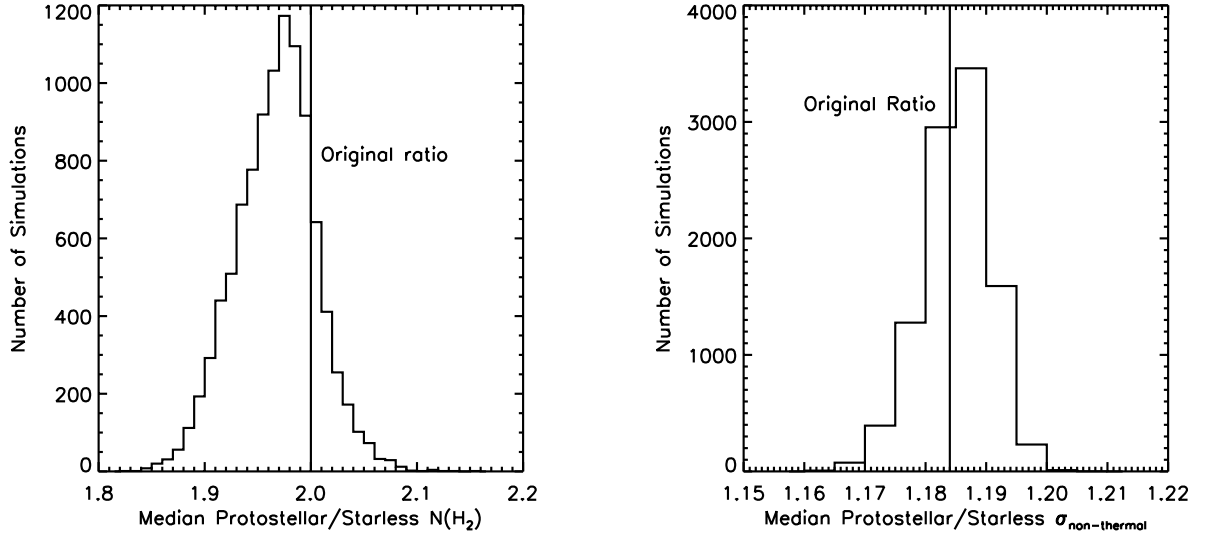 1200
1000
800
600
400
200
0
Number of Simulations
Original ratio
1.8 1.9 2.0 2.1 2.2
Median Protostellar/Starless N(H₂)
4000
3000
2000
1000
0
Number of Simulations
Original Ratio
1.15 1.16 1.17 1.18 1.19 1.20 1.21 1.22
Median Protostellar/Starless σnon-thermal